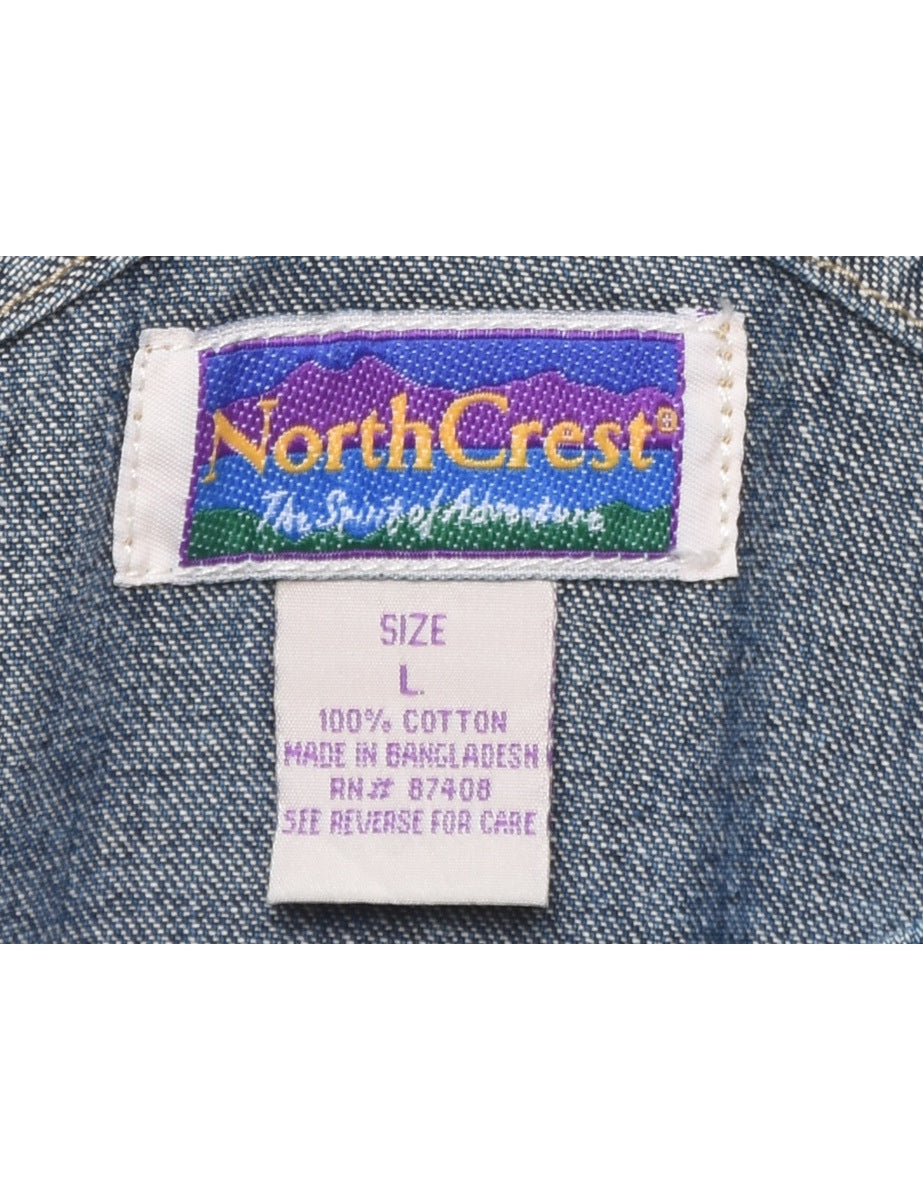 NorthCrest®
The Spirit of Adventure
SIZE
L
100% COTTON
MADE IN BANGLADESH
RN# 87408
SEE REVERSE FOR CARE